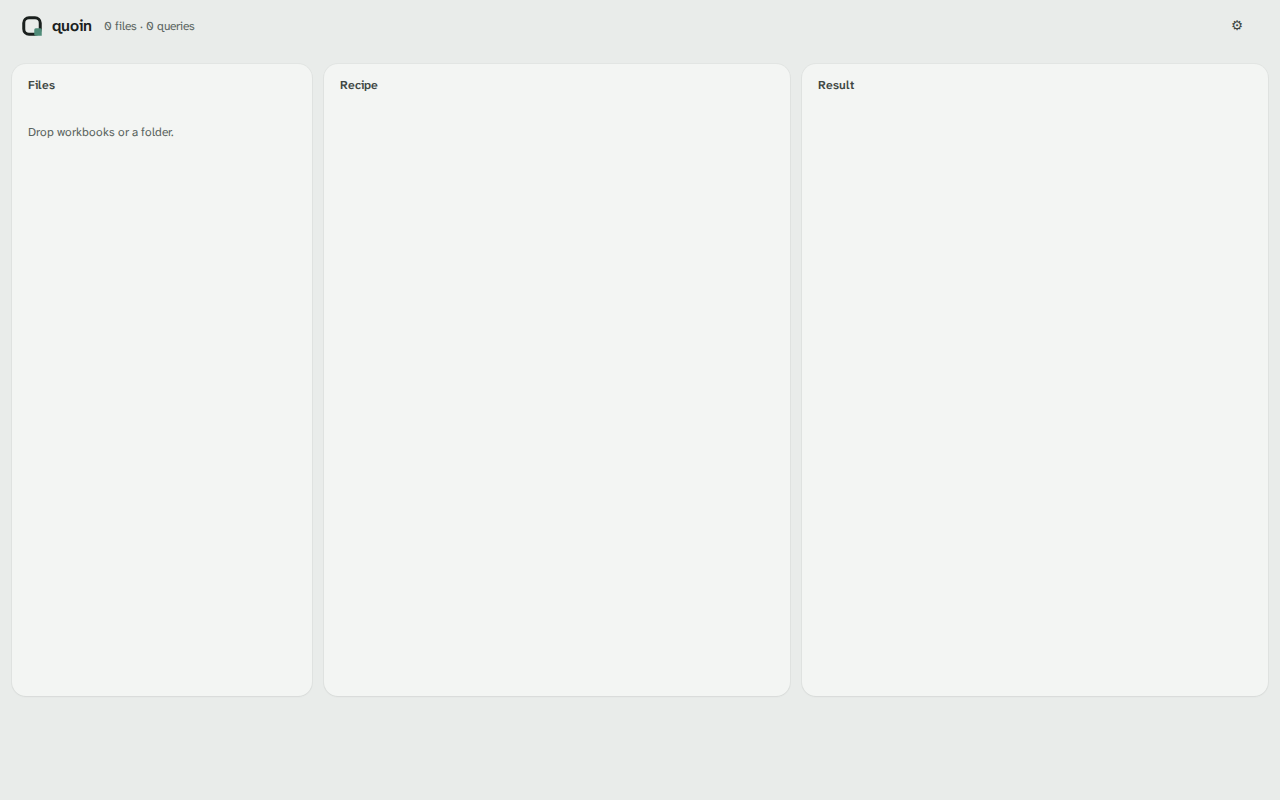 quoin 0 files · 0 queries
Files
Drop workbooks or a folder.
Recipe
Result